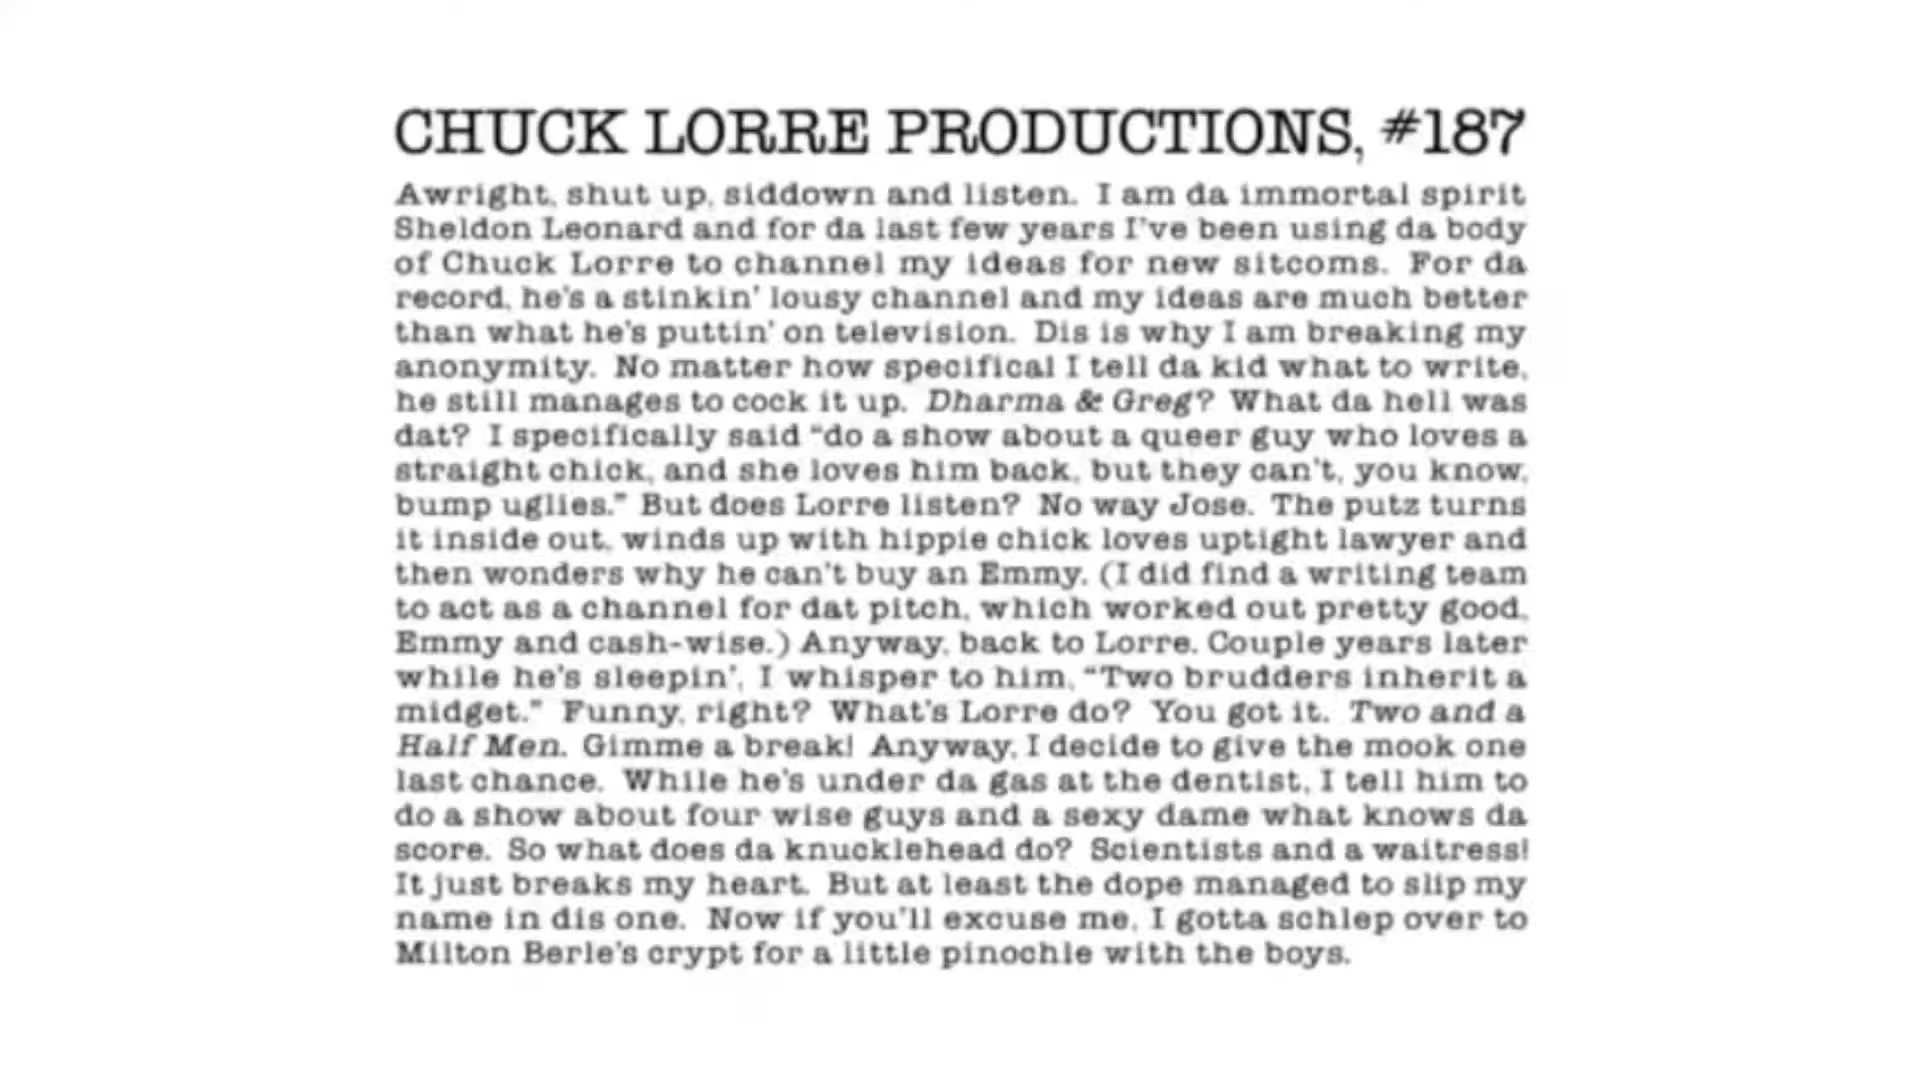 CHUCK LORRE PRODUCTIONS, #187
Awright, shut up, siddown and listen. I am da immortal spirit
Sheldon Leonard and for da last few years I've been using da body
of Chuck Lorre to channel my ideas for new sitcoms. For da
record, he's a stinkin' lousy channel and my ideas are much better
than what he's puttin' on television. Dis is why I am breaking my
anonymity. No matter how specifical I tell da kid what to write,
he still manages to cock it up. Dharma & Greg? What da hell was
dat? I specifically said “do a show about a queer guy who loves a
straight chick, and she loves him back, but they can't, you know,
bump uglies.” But does Lorre listen? No way Jose. The putz turns
it inside out, winds up with hippie chick loves uptight lawyer and
then wonders why he can't buy an Emmy. (I did find a writing team
to act as a channel for dat pitch, which worked out pretty good,
Emmy and cash-wise.) Anyway, back to Lorre. Couple years later
while he's sleepin', I whisper to him, “Two brudders inherit a
midget.” Funny, right? What's Lorre do? You got it. Two and a
Half Men. Gimme a break! Anyway, I decide to give the mook one
last chance. While he's under da gas at the dentist, I tell him to
do a show about four wise guys and a sexy dame what knows da
score. So what does da knucklehead do? Scientists and a waitress!
It just breaks my heart. But at least the dope managed to slip my
name in dis one. Now if you'll excuse me, I gotta schlep over to
Milton Berle's crypt for a little pinochle with the boys.